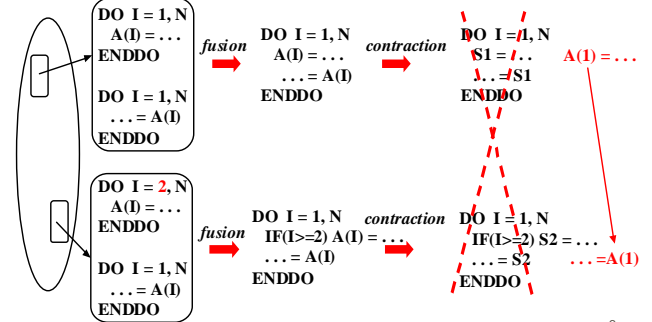 DO I = 1, N
A(I) = . . .
ENDDO
DO I = 1, N
. . . = A(I)
ENDDO
fusion
DO I = 1, N
A(I) = . . .
. . . = A(I)
ENDDO
contraction
DO I = 1, N
S1 = . . .
. . . = S1
ENDDO
A(1) = . . .
DO I = 2, N
A(I) = . . .
ENDDO
DO I = 1, N
. . . = A(I)
ENDDO
fusion
DO I = 1, N
IF(I>=2) A(I) = . . .
. . . = A(I)
ENDDO
contraction
DO I = 1, N
IF(I>=2) S2 = . . .
. . . = S2
ENDDO
. . . =A(1)